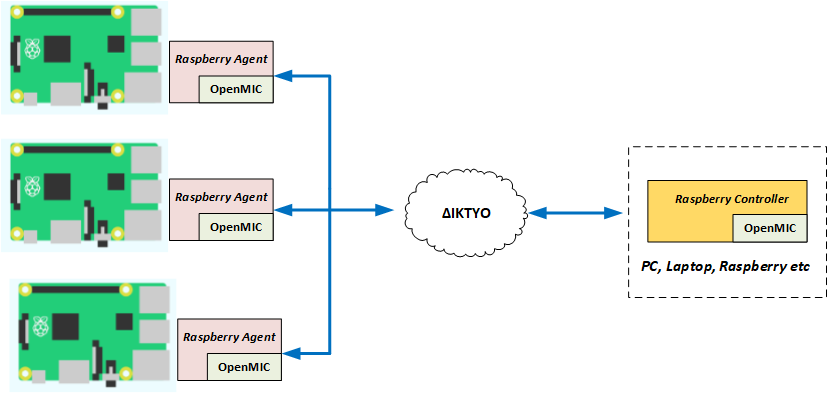 Raspberry Agent
OpenMIC
Raspberry Agent
OpenMIC
ΔΙΚΤΥΟ
Raspberry Controller
OpenMIC
PC, Laptop, Raspberry etc
Raspberry Agent
OpenMIC